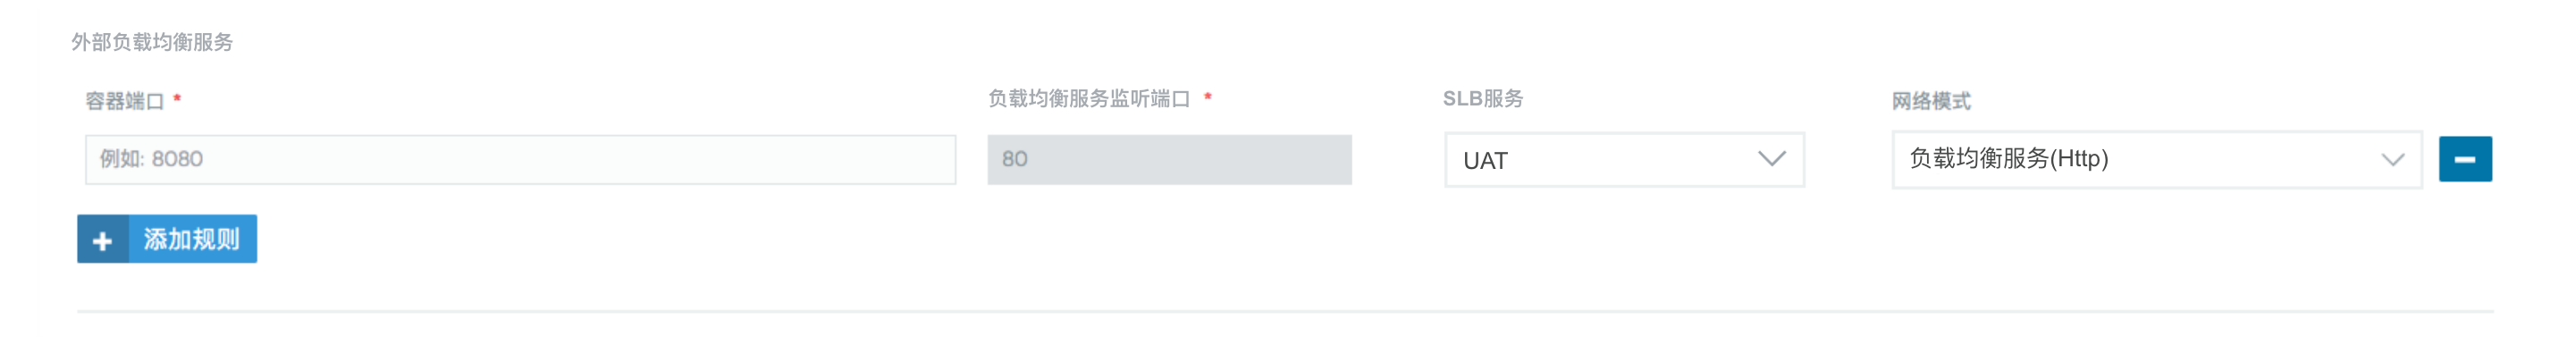 外部负载均衡服务
容器端口 * 负载均衡服务监听端口 * SLB服务 网络模式
例如: 8080 80 UAT 负载均衡服务(Http)
添加规则